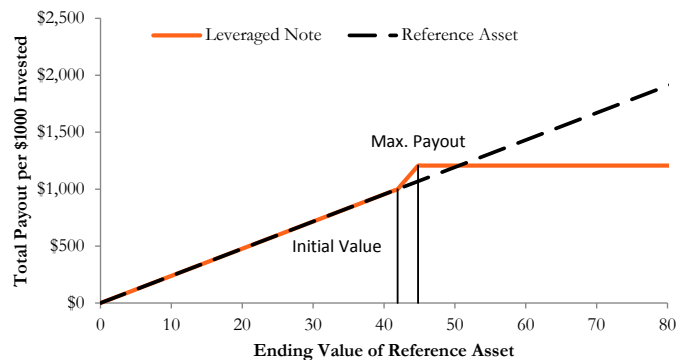 $2,500
Leveraged Note
Reference Asset
$2,000
$1,500
Max. Payout
$1,000
$500
Initial Value
$0
0 10 20 30 40 50 60 70 80
Total Payout per $1000 Invested
Ending Value of Reference Asset